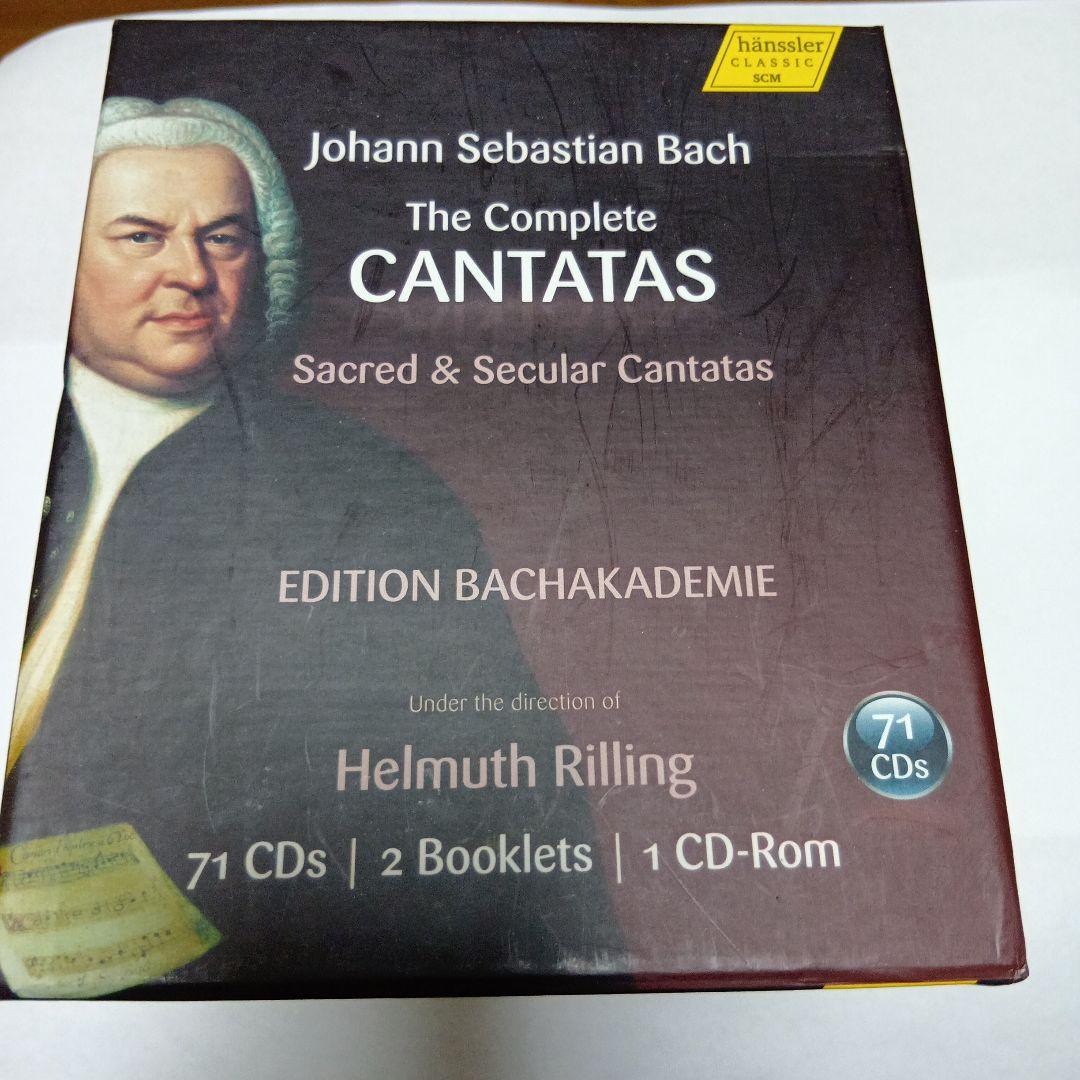 hänssler
CLASSIC
SCM
Johann Sebastian Bach
The Complete
CANTATAS
Sacred & Secular Cantatas
EDITION BACHAKADEMIE
Under the direction of
Helmuth Rilling
71
CDs
71 CDs | 2 Booklets | 1 CD-Rom